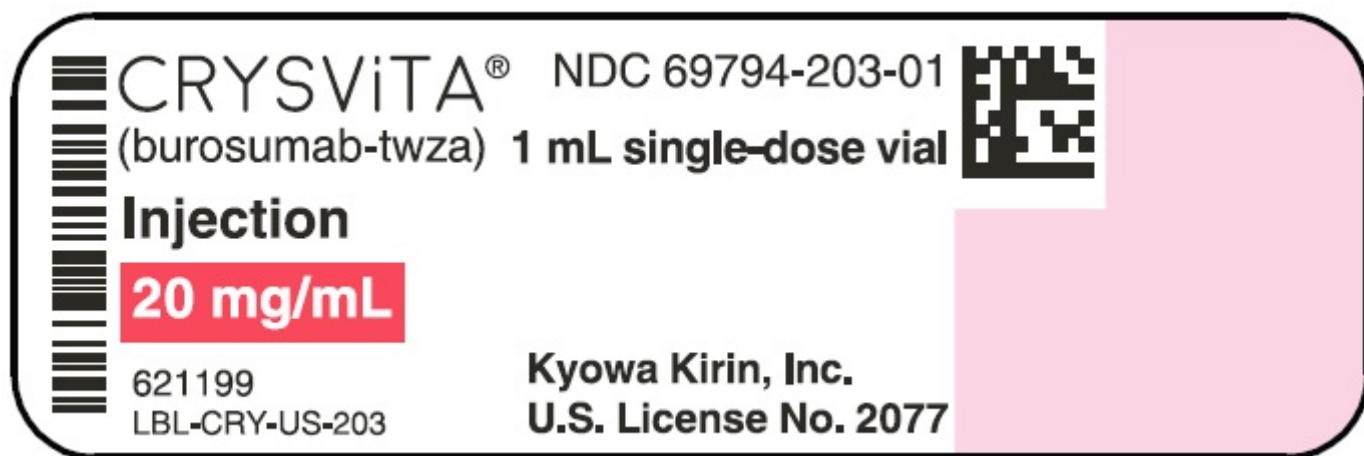 CRYSViTA® NDC 69794-203-01
(burosumab-twza) 1 mL single-dose vial
Injection
20 mg/mL
621199
LBL-CRY-US-203
Kyowa Kirin, Inc.
U.S. License No. 2077